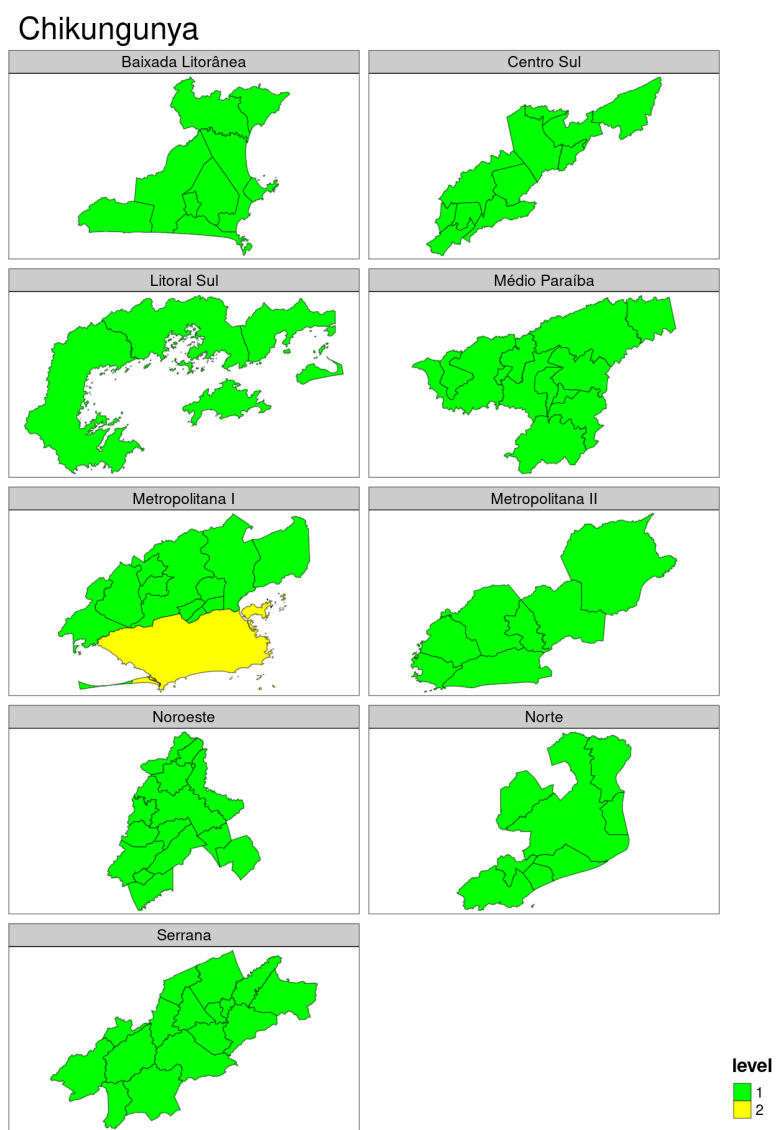 Chikungunya
Baixada Litorânea
Centro Sul
Litoral Sul
Médio Paraíba
Metropolitana I
Metropolitana II
Noroeste
Norte
Serrana
level
1
2